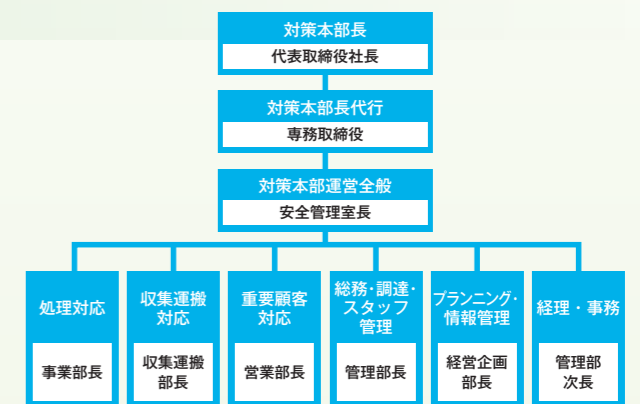 対策本部長
代表取締役社長
対策本部長代行
専務取締役
対策本部運営全般
安全管理室長
処理対応
事業部長
収集運搬
対応
収集運搬
部長
重要顧客
対応
営業部長
総務・調達・
スタッフ
管理
管理部長
プランニング・
情報管理
経営企画
部長
経理・事務
管理部
次長